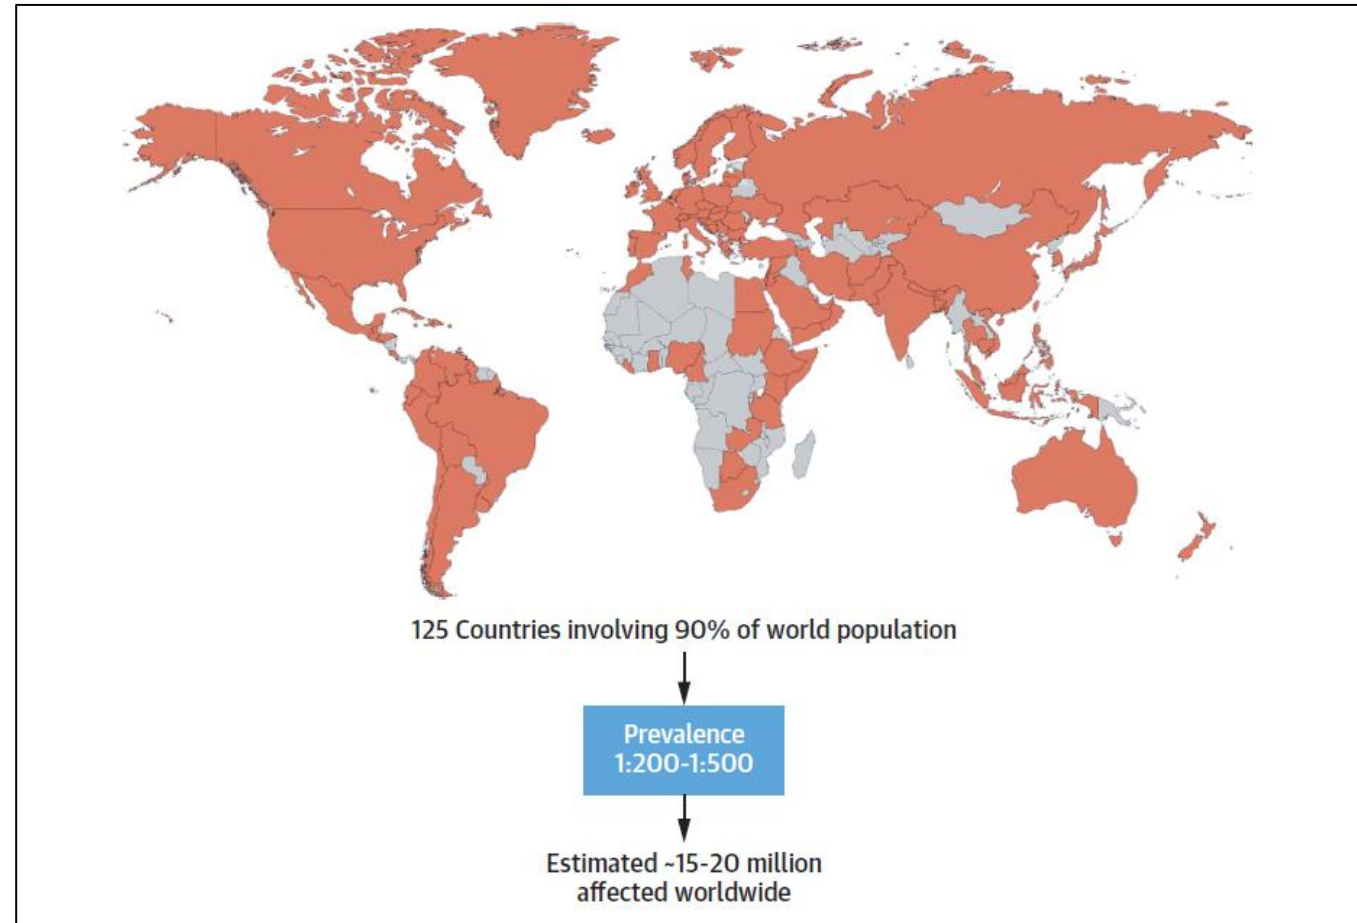 125 Countries involving 90% of world population
Prevalence
1:200-1:500
Estimated ~15-20 million
affected worldwide